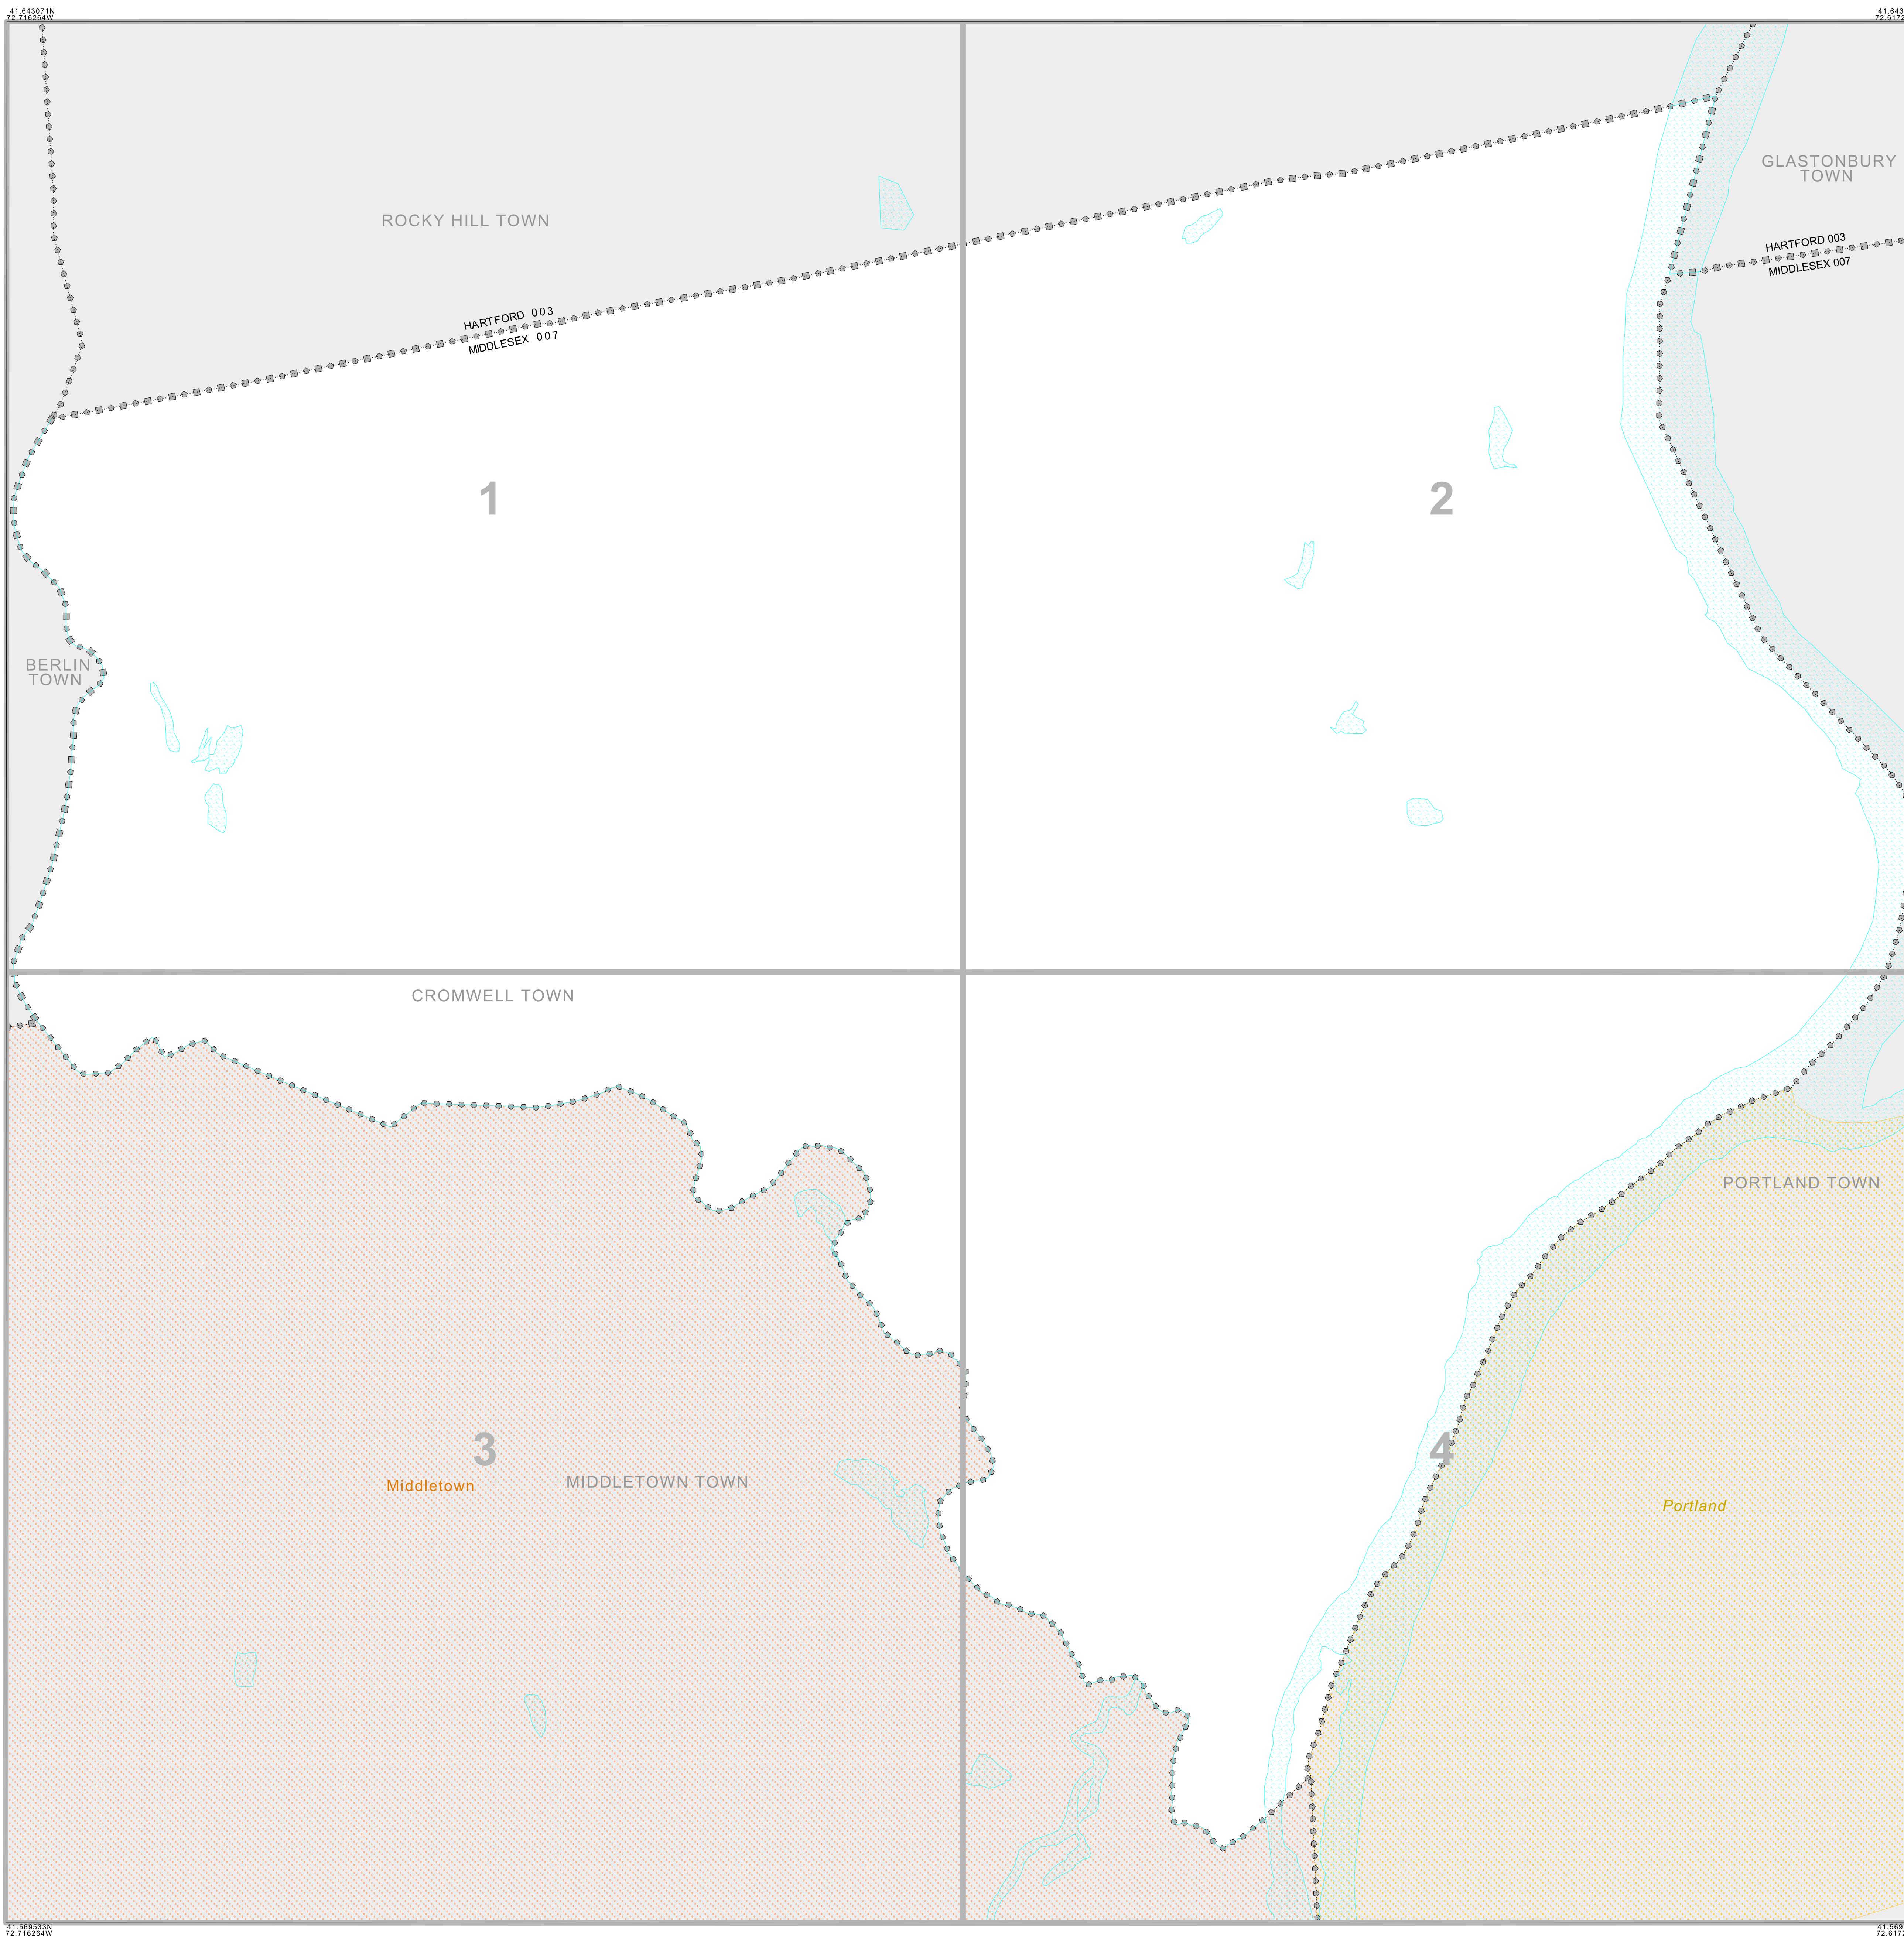 41.643071N
72.716264W
41.643
72.6172
GLASTONBURY
TOWN
ROCKY HILL TOWN
HARTFORD 003
MIDDLESEX 007
HARTFORD 003
MIDDLESEX 007
1
2
BERLIN
TOWN
CROMWELL TOWN
PORTLAND TOWN
3
4
Middletown
MIDDLETOWN TOWN
Portland
41.569533N
72.716264W
41.569
72.6172